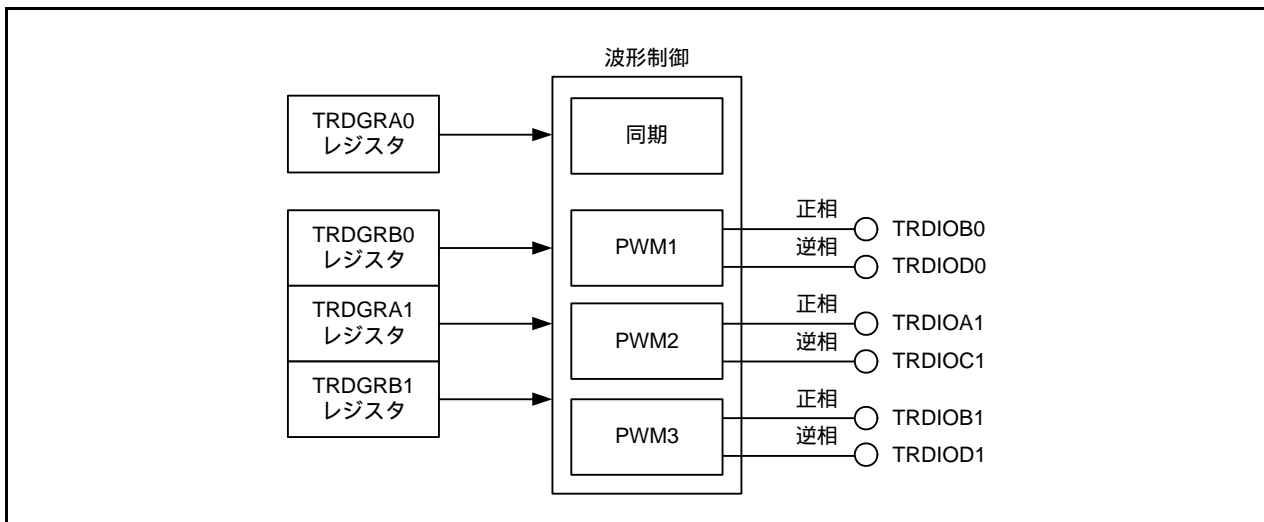 波形制御
TRDGRA0
レジスタ
同期
TRDGRB0
レジスタ
PWM1
正相
TRDIOB0
逆相
TRDIOD0
TRDGRA1
レジスタ
PWM2
正相
TRDIOA1
逆相
TRDIOC1
TRDGRB1
レジスタ
PWM3
正相
TRDIOB1
逆相
TRDIOD1